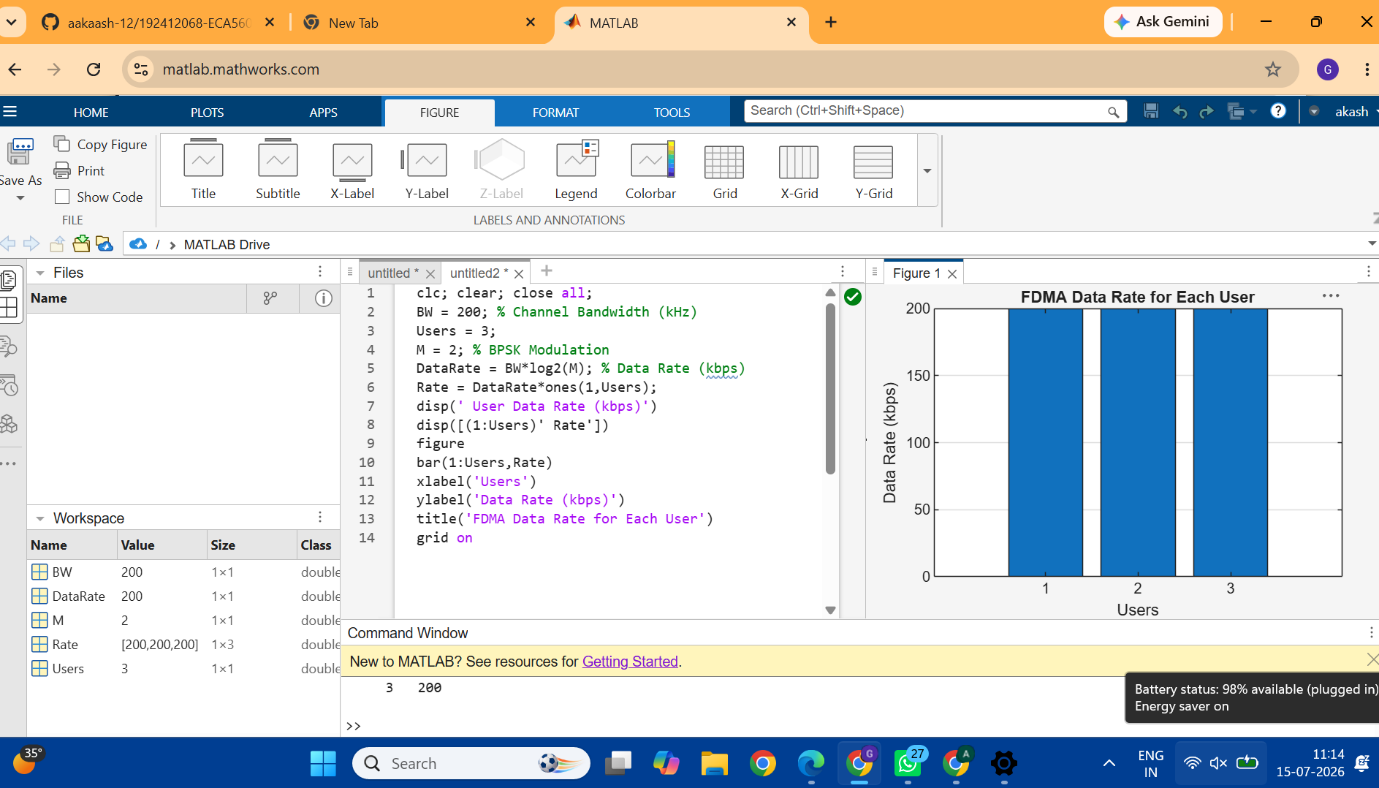 aakaash-12/192412068-ECA56
New Tab
MATLAB
Ask Gemini
matlab.mathworks.com
G
HOME PLOTS APPS FIGURE FORMAT TOOLS
Search (Ctrl+Shift+Space)
akash
Save As
Copy Figure
Print
Show Code
FILE
Title Subtitle X-Label Y-Label Z-Label Legend Colorbar Grid X-Grid Y-Grid
LABELS AND ANNOTATIONS
/ › MATLAB Drive
Files
Name
Workspace
Name Value Size Class
BW 200 1×1 double
DataRate 200 1×1 double
M 2 1×1 double
Rate [200,200,200] 1×3 double
Users 3 1×1 double
untitled * untitled2 *
1 clc; clear; close all;
2 BW = 200; % Channel Bandwidth (kHz)
3 Users = 3;
4 M = 2; % BPSK Modulation
5 DataRate = BW*log2(M); % Data Rate (kbps)
6 Rate = DataRate*ones(1,Users);
7 disp(' User Data Rate (kbps)')
8 disp([(1:Users)' Rate'])
9 figure
10 bar(1:Users,Rate)
11 xlabel('Users')
12 ylabel('Data Rate (kbps)')
13 title('FDMA Data Rate for Each User')
14 grid on
Figure 1
FDMA Data Rate for Each User
200
150
100
50
0
Data Rate (kbps)
1 2 3
Users
Command Window
New to MATLAB? See resources for Getting Started.
3 200
>>
Battery status: 98% available (plugged in)
Energy saver on
35°
Search
G
27
A
ENG
IN
11:14
15-07-2026